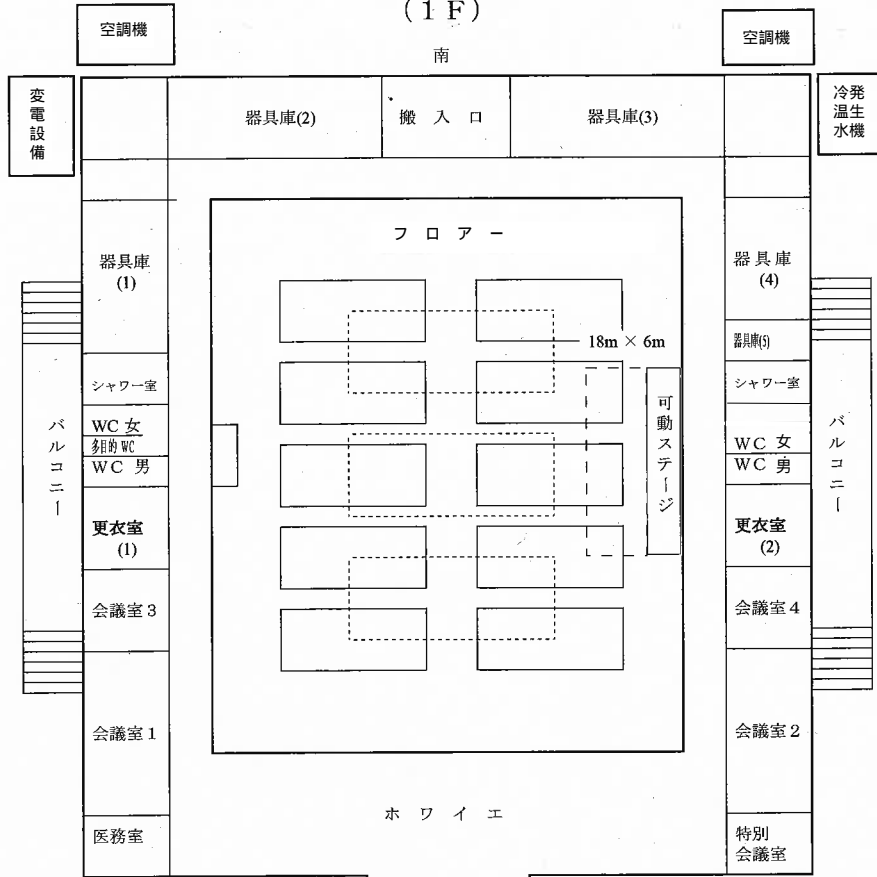 (１Ｆ)
空調機
南
空調機
変電設備
器具庫(2)
搬 入 口
器具庫(3)
冷温水
発生機
フ ロ ア ー
器具庫
(1)
器 具 庫
(4)
18m × 6m
器具庫(5)
シャワー室
シャワー室
可動ステージ
バルコニー
WC 女
多目的 WC
WC 男
WC 女
WC 男
バルコニー
更衣室
(1)
更衣室
(2)
会議室３
会議室４
会議室１
会議室２
ホ ワ イ エ
医務室
特別
会議室